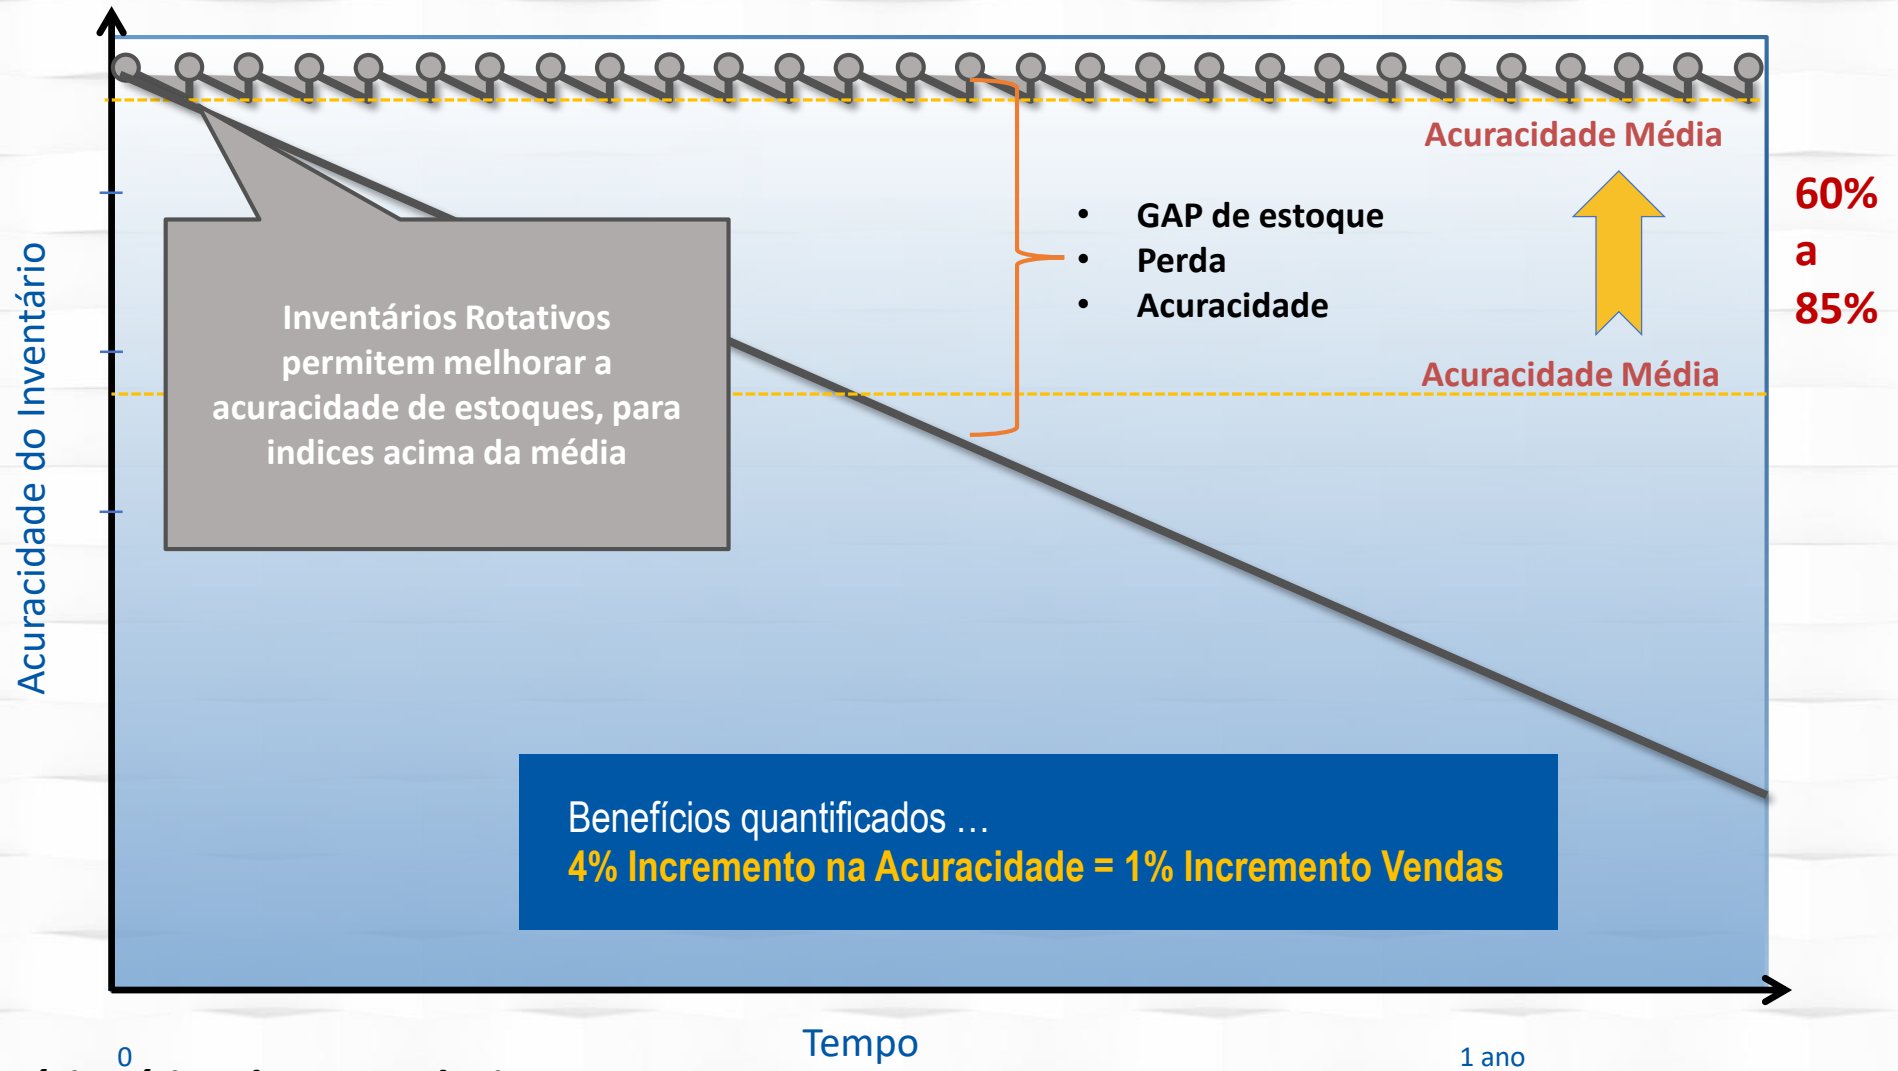 Acuracidade do Inventário
Acuracidade Média
Inventários Rotativos
permitem melhorar a
acuracidade de estoques, para
indices acima da média
• GAP de estoque
• Perda
• Acuracidade
60%
a
85%
Acuracidade Média
Benefícios quantificados …
4% Incremento na Acuracidade = 1% Incremento Vendas
Tempo
0
1 ano